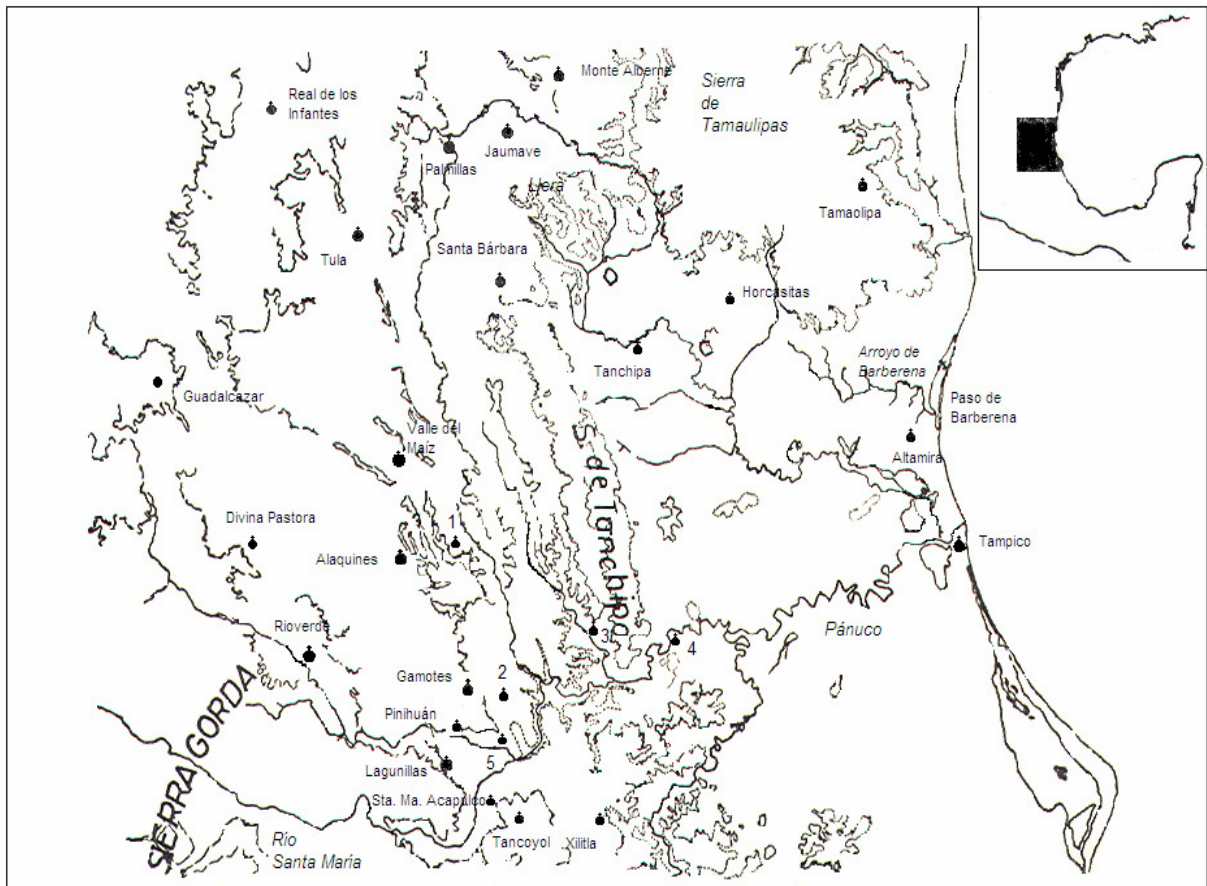 Monte Alberne
Sierra
de
Tamaulipas
Real de los
Infantes
Jaumave
Palmillas
Llera
Tamaolipa
Tula
Santa Bárbara
Horcasitas
Arroyo de
Barberena
Tanchipa
Guadalcazar
Paso de
Barberena
Valle del
Maíz
Altamira
S. de Tanchipa
Divina Pastora
1
Alaquines
Tampico
Rioverde
3
4
Pánuco
Gamotes
2
Pinihuán
5
Lagunillas
SIERRA GORDA
Sta. Ma. Acapulco
Río
Santa María
Tancoyol
Xilitla